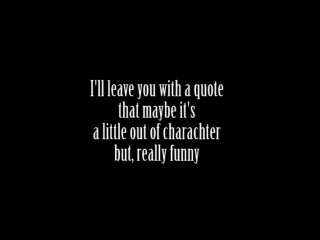 I'll leave you with a quote
that maybe it's
a little out of charachter
but, really funny